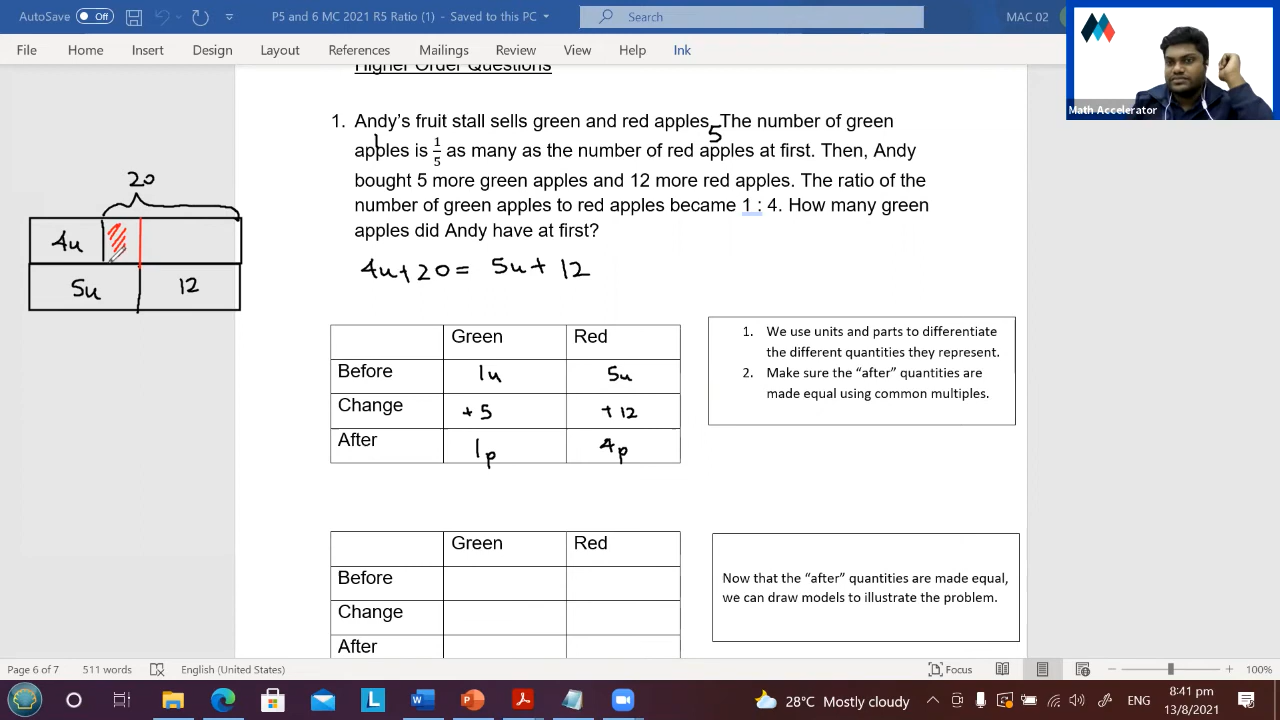 AutoSave Off P5 and 6 MC 2021 R5 Ratio (1) - Saved to this PC Search MAC 02
File Home Insert Design Layout References Mailings Review View Help Ink
Math Accelerator
Higher Order Questions
1. Andy's fruit stall sells green and red apples. The number of green
apples is 1/5 as many as the number of red apples at first. Then, Andy
bought 5 more green apples and 12 more red apples. The ratio of the
number of green apples to red apples became 1 : 4. How many green
apples did Andy have at first?
1 5
20
4u
5u 12
4u + 20 = 5u + 12
Green Red
Before 1u 5u
Change + 5 + 12
After 1p 4p
1. We use units and parts to differentiate
the different quantities they represent.
2. Make sure the "after" quantities are
made equal using common multiples.
Green Red
Before
Change
After
Now that the "after" quantities are made equal,
we can draw models to illustrate the problem.
Page 6 of 7 511 words English (United States) Focus 100%
28°C Mostly cloudy ENG 8:41 pm
13/8/2021